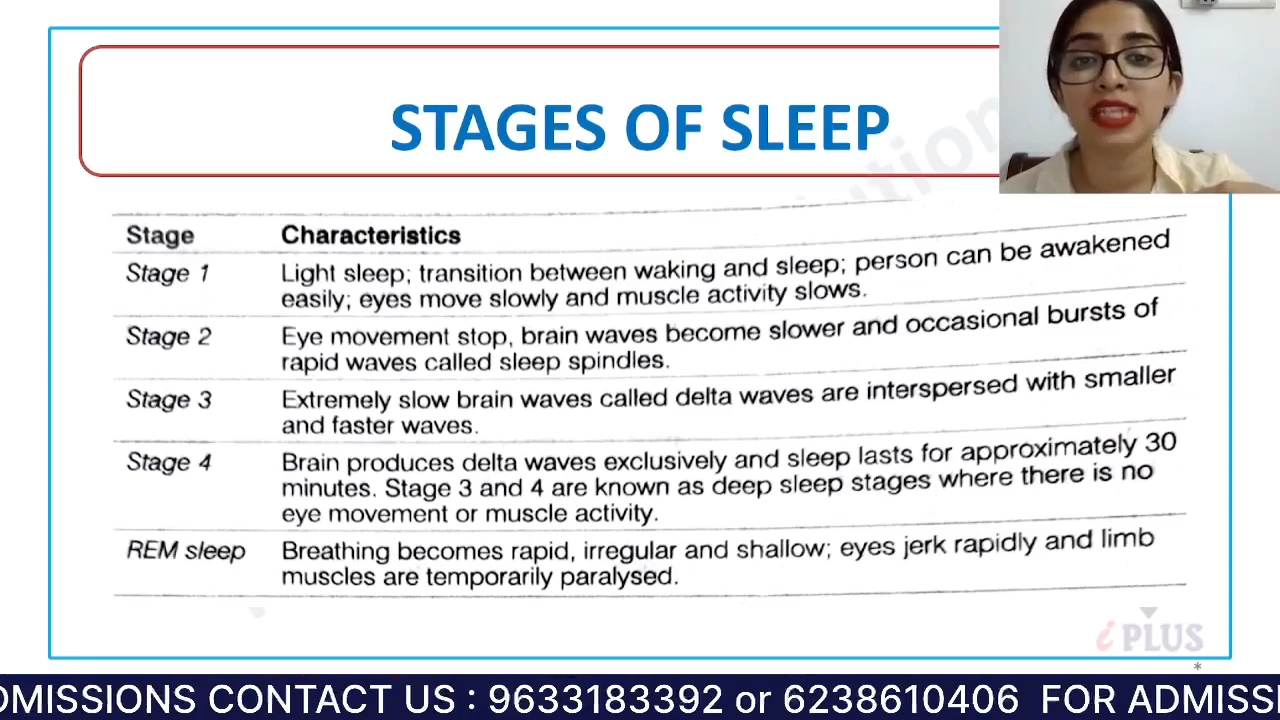 STAGES OF SLEEP
Stage Characteristics
Stage 1 Light sleep; transition between waking and sleep; person can be awakened
easily; eyes move slowly and muscle activity slows.
Stage 2 Eye movement stop, brain waves become slower and occasional bursts of
rapid waves called sleep spindles.
Stage 3 Extremely slow brain waves called delta waves are interspersed with smaller
and faster waves.
Stage 4 Brain produces delta waves exclusively and sleep lasts for approximately 30
minutes. Stage 3 and 4 are known as deep sleep stages where there is no
eye movement or muscle activity.
REM sleep Breathing becomes rapid, irregular and shallow; eyes jerk rapidly and limb
muscles are temporarily paralysed.
i PLUS
*
DMISSIONS CONTACT US : 9633183392 or 6238610406 FOR ADMISS